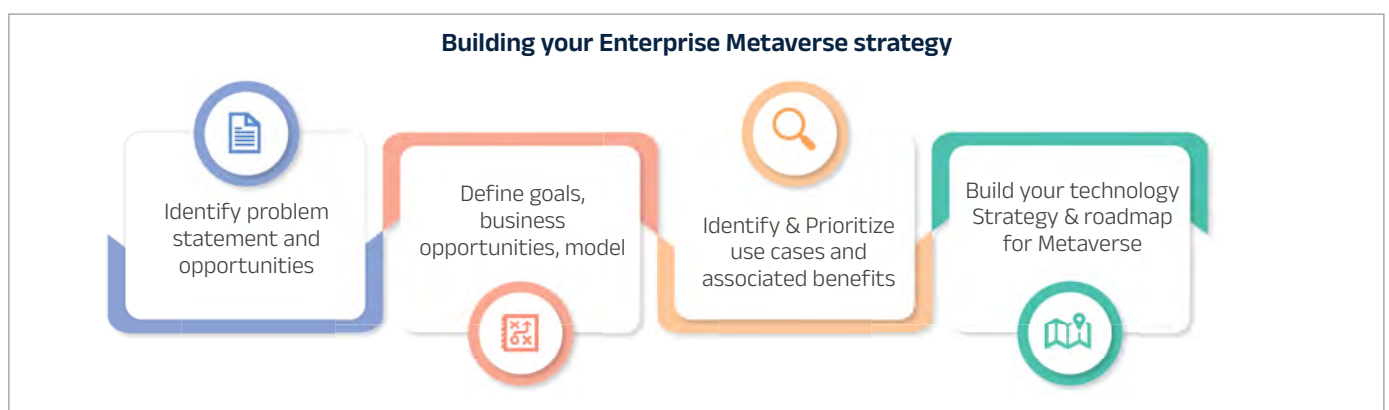 Building your Enterprise Metaverse strategy
Identify problem
statement and
opportunities
Define goals,
business
opportunities, model
Identify & Prioritize
use cases and
associated benefits
Build your technology
Strategy & roadmap
for Metaverse